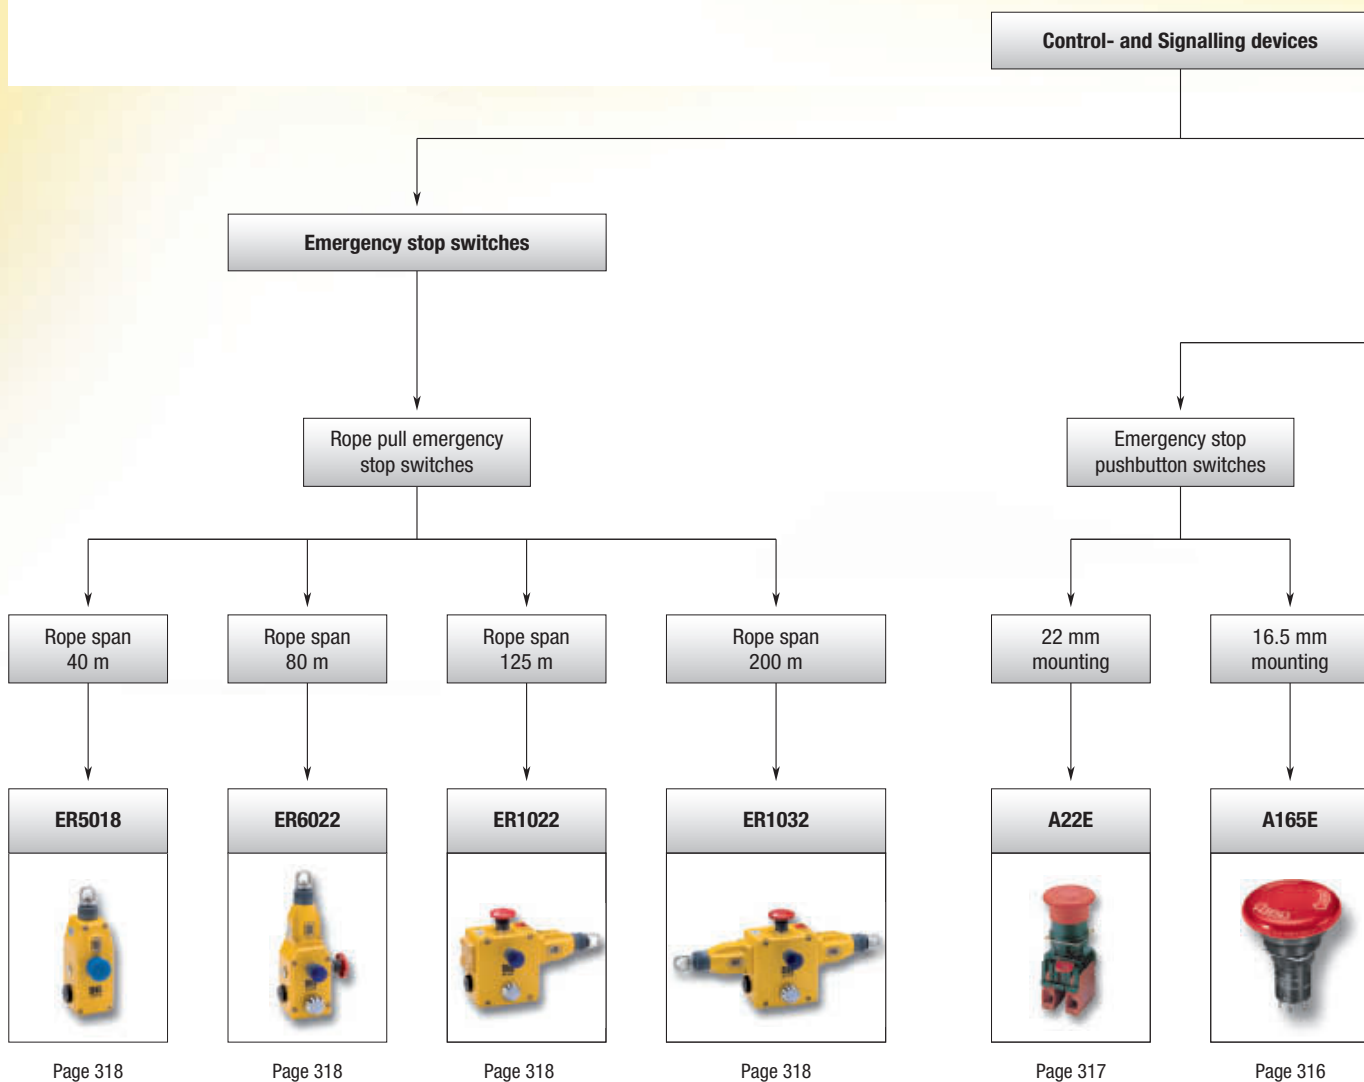 Control- and Signalling devices
Emergency stop switches
Rope pull emergency
stop switches
Emergency stop
pushbutton switches
Rope span
40 m
Rope span
80 m
Rope span
125 m
Rope span
200 m
22 mm
mounting
16.5 mm
mounting
ER5018
ER6022
ER1022
ER1032
A22E
A165E
Page 318
Page 318
Page 318
Page 318
Page 317
Page 316